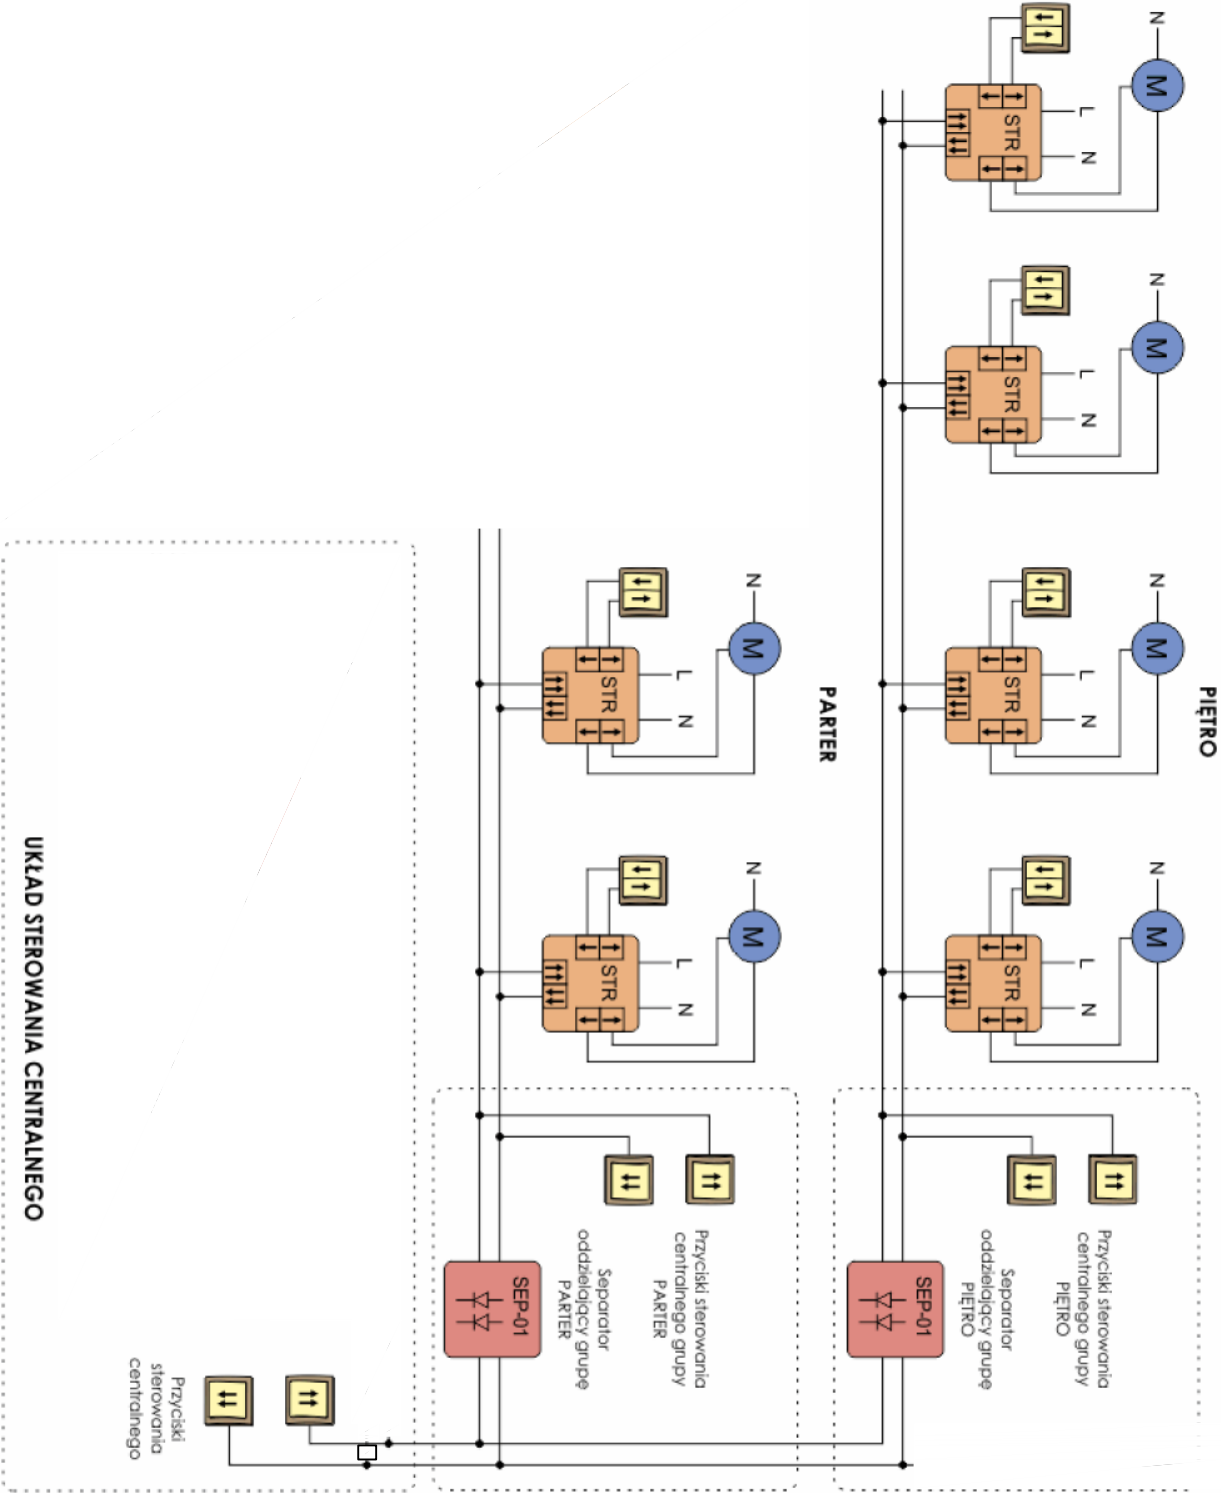 PIĘTRO
N M N M N M N M
L N L N L N L N
Przyciski sterowania
centralnego grupy
PIĘTRO
STR STR STR STR
Separator
oddzielający grupę
PIĘTRO
SEP-01
PARTER
N M N M
L N L N
Przyciski sterowania
centralnego grupy
PARTER
STR STR
Separator
oddzielający grupę
PARTER
SEP-01
Przyciski
sterowania
centralnego
UKŁAD STEROWANIA CENTRALNEGO